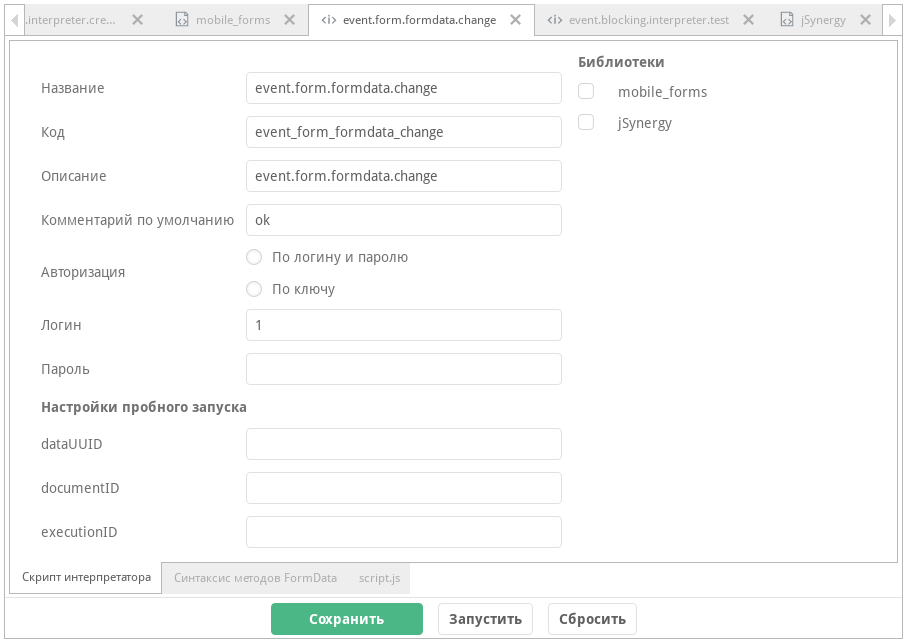 .interpreter.cre... mobile_forms event.form.formdata.change event.blocking.interpreter.test jSynergy
Библиотеки
Название event.form.formdata.change mobile_forms
Код event_form_formdata_change jSynergy
Описание event.form.formdata.change
Комментарий по умолчанию ok
По логину и паролю
Авторизация
По ключу
Логин 1
Пароль
Настройки пробного запуска
dataUUID
documentID
executionID
Скрипт интерпретатора Синтаксис методов FormData script.js
Сохранить Запустить Сбросить